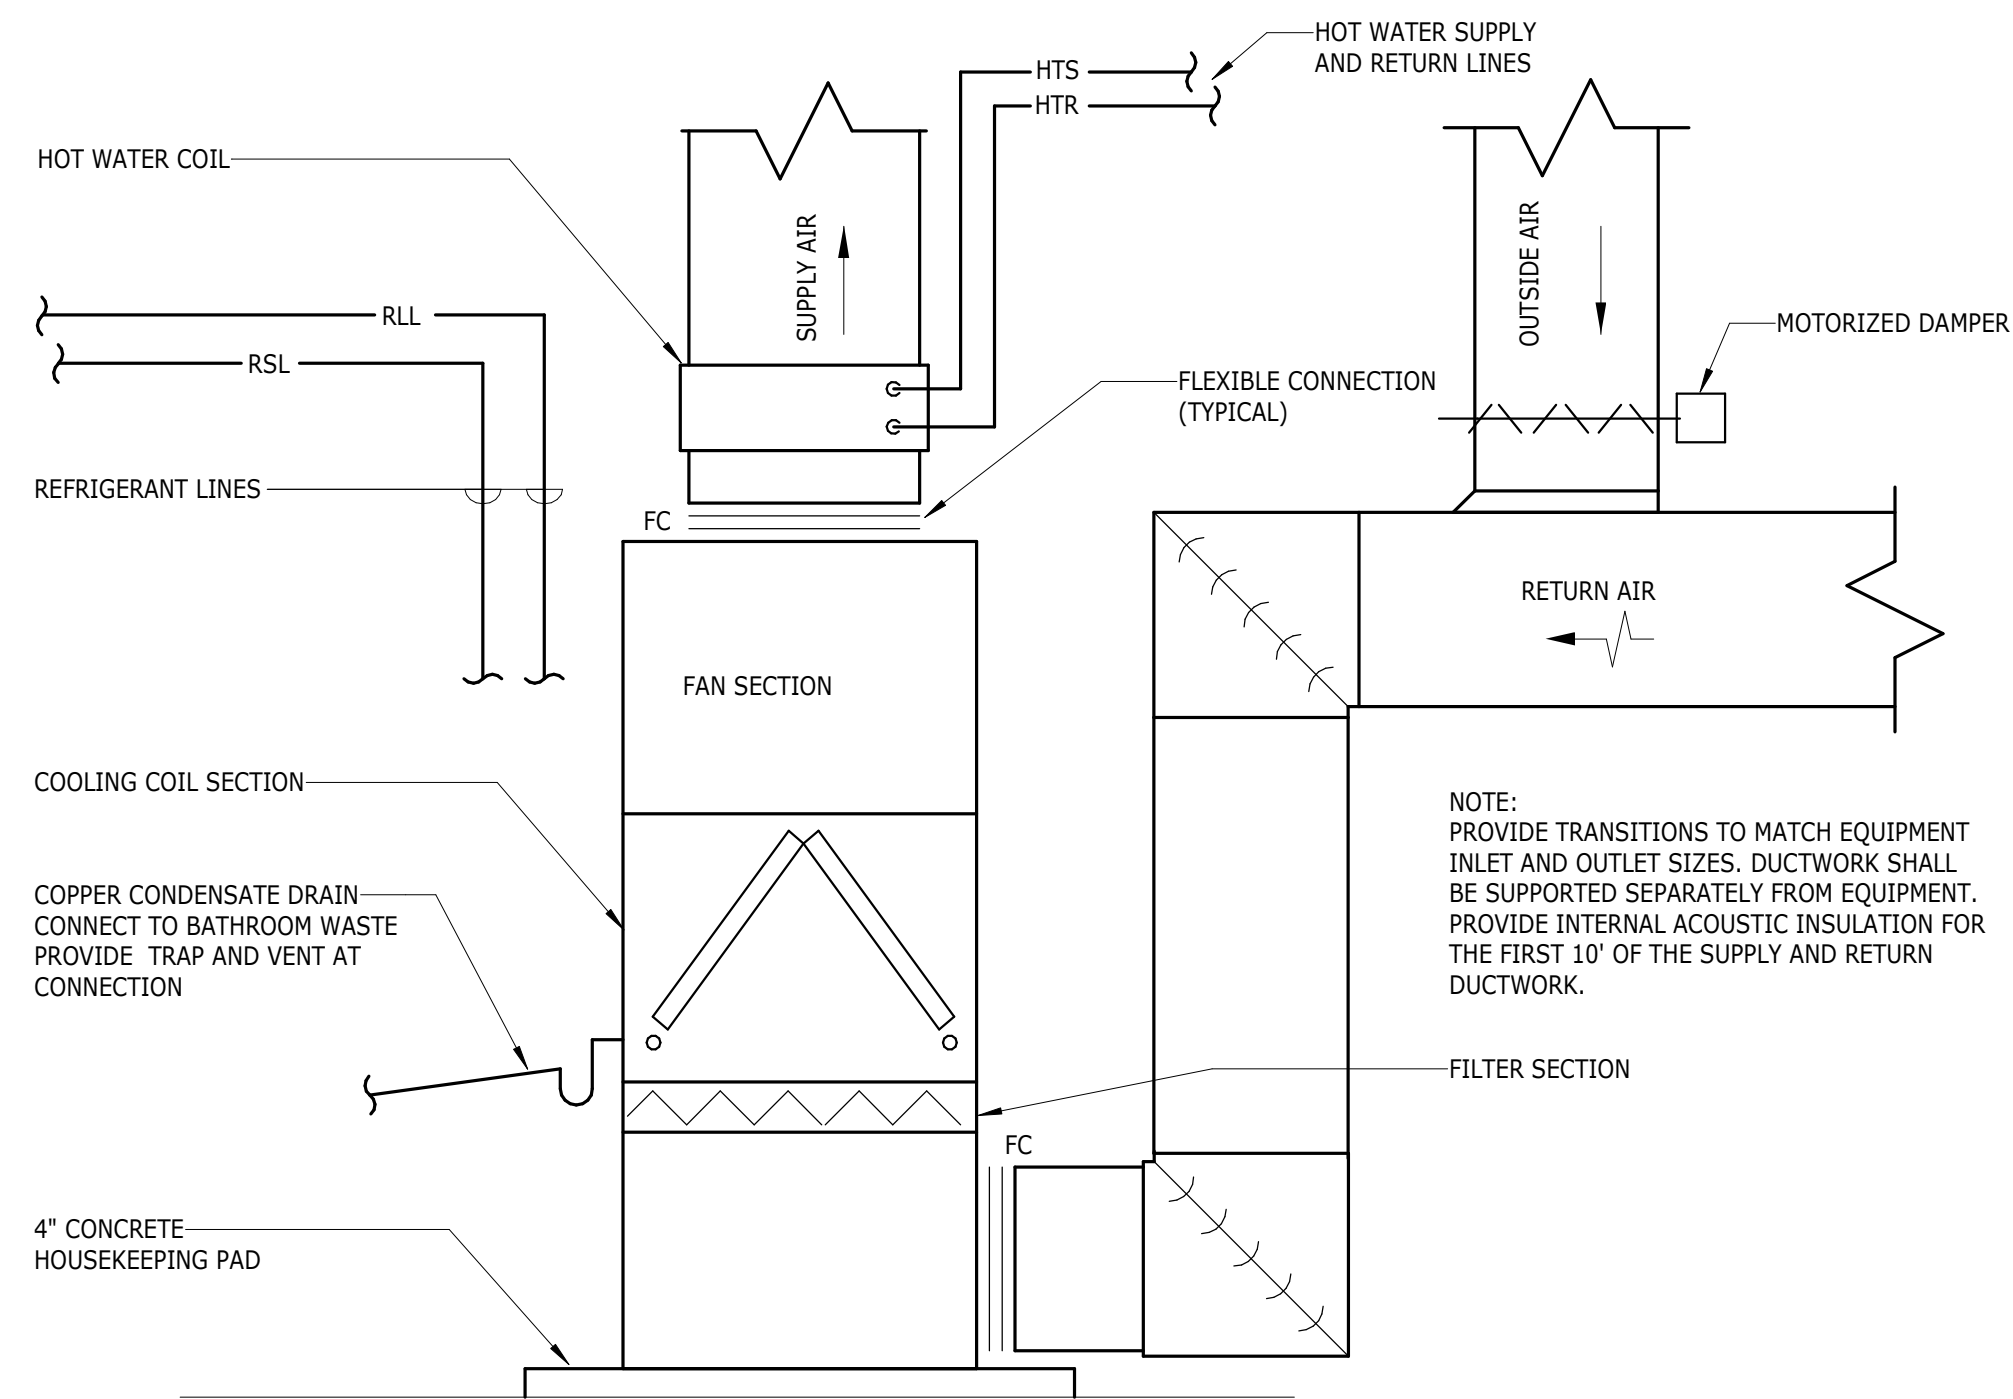 HOT WATER SUPPLY
AND RETURN LINES
HTS
HTR
HOT WATER COIL
SUPPLY AIR
OUTSIDE AIR
RLL
RSL
MOTORIZED DAMPER
FLEXIBLE CONNECTION
(TYPICAL)
REFRIGERANT LINES
FC
RETURN AIR
FAN SECTION
COOLING COIL SECTION
NOTE:
PROVIDE TRANSITIONS TO MATCH EQUIPMENT
INLET AND OUTLET SIZES. DUCTWORK SHALL
BE SUPPORTED SEPARATELY FROM EQUIPMENT.
PROVIDE INTERNAL ACOUSTIC INSULATION FOR
THE FIRST 10' OF THE SUPPLY AND RETURN
DUCTWORK.
COPPER CONDENSATE DRAIN
CONNECT TO BATHROOM WASTE
PROVIDE  TRAP AND VENT AT
CONNECTION
FILTER SECTION
FC
4" CONCRETE
HOUSEKEEPING PAD